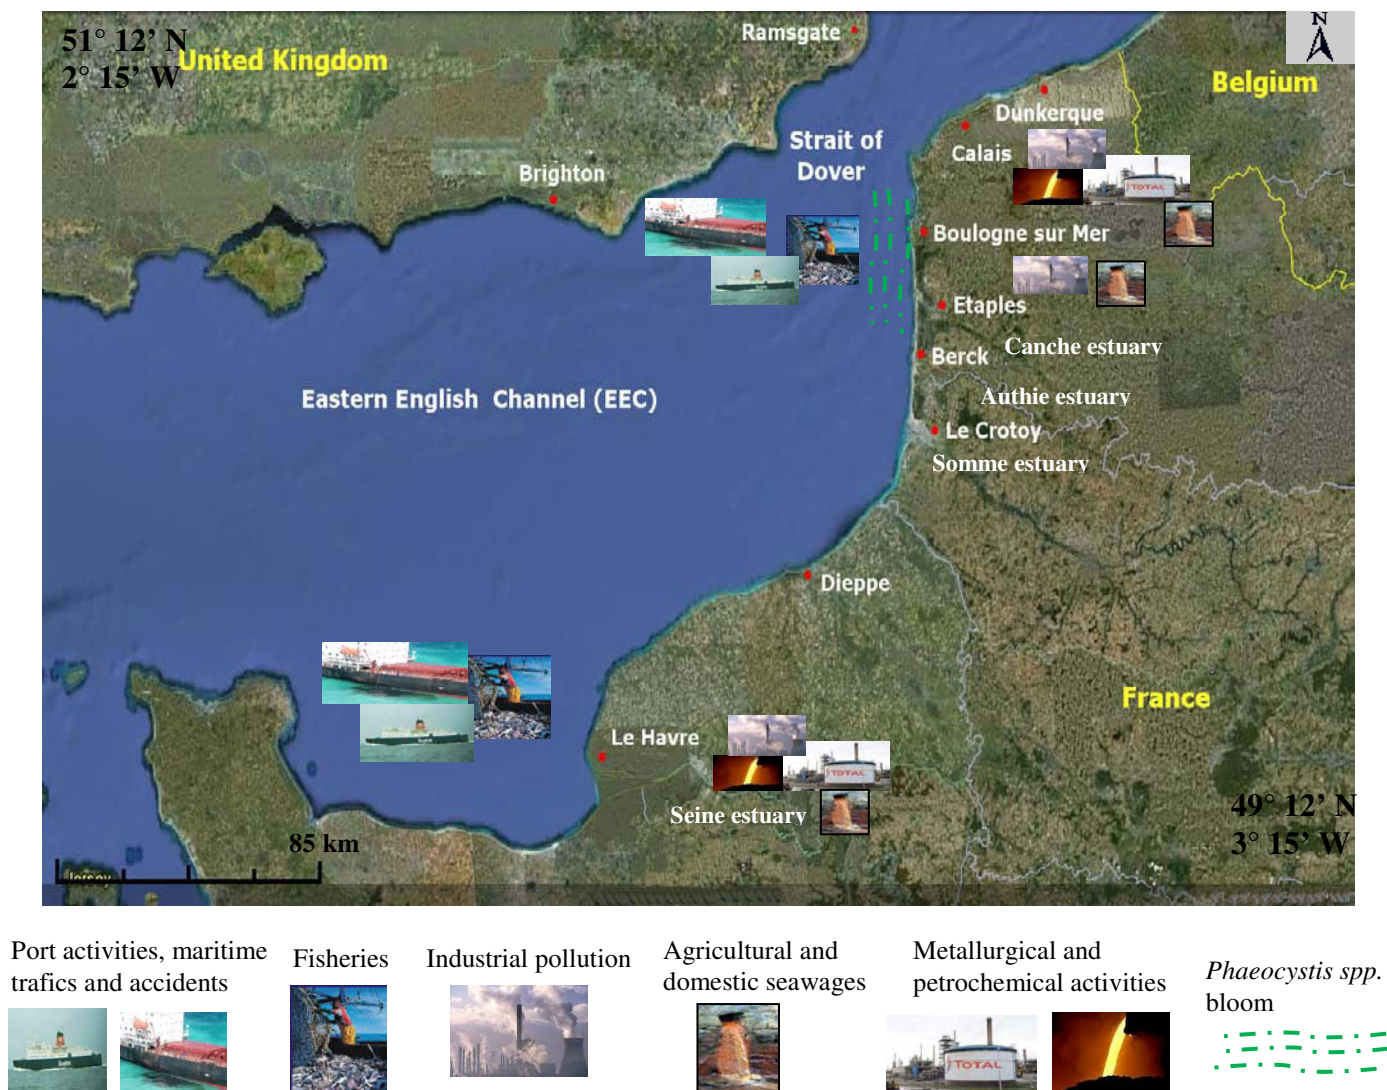 51° 12’ N
2° 15’ W
United Kingdom
Ramsgate
N
Belgium
Dunkerque
Strait of
Dover
Calais
Brighton
TOTAL
Boulogne sur Mer
Etaples
Canche estuary
Berck
Eastern English Channel (EEC)
Authie estuary
Le Crotoy
Somme estuary
Dieppe
France
Le Havre
TOTAL
Seine estuary
49° 12’ N
3° 15’ W
85 km
Jersey
Port activities, maritime
trafics and accidents
Fisheries
Industrial pollution
Agricultural and
domestic seawages
Metallurgical and
petrochemical activities
Phaeocystis spp.
bloom
TOTAL